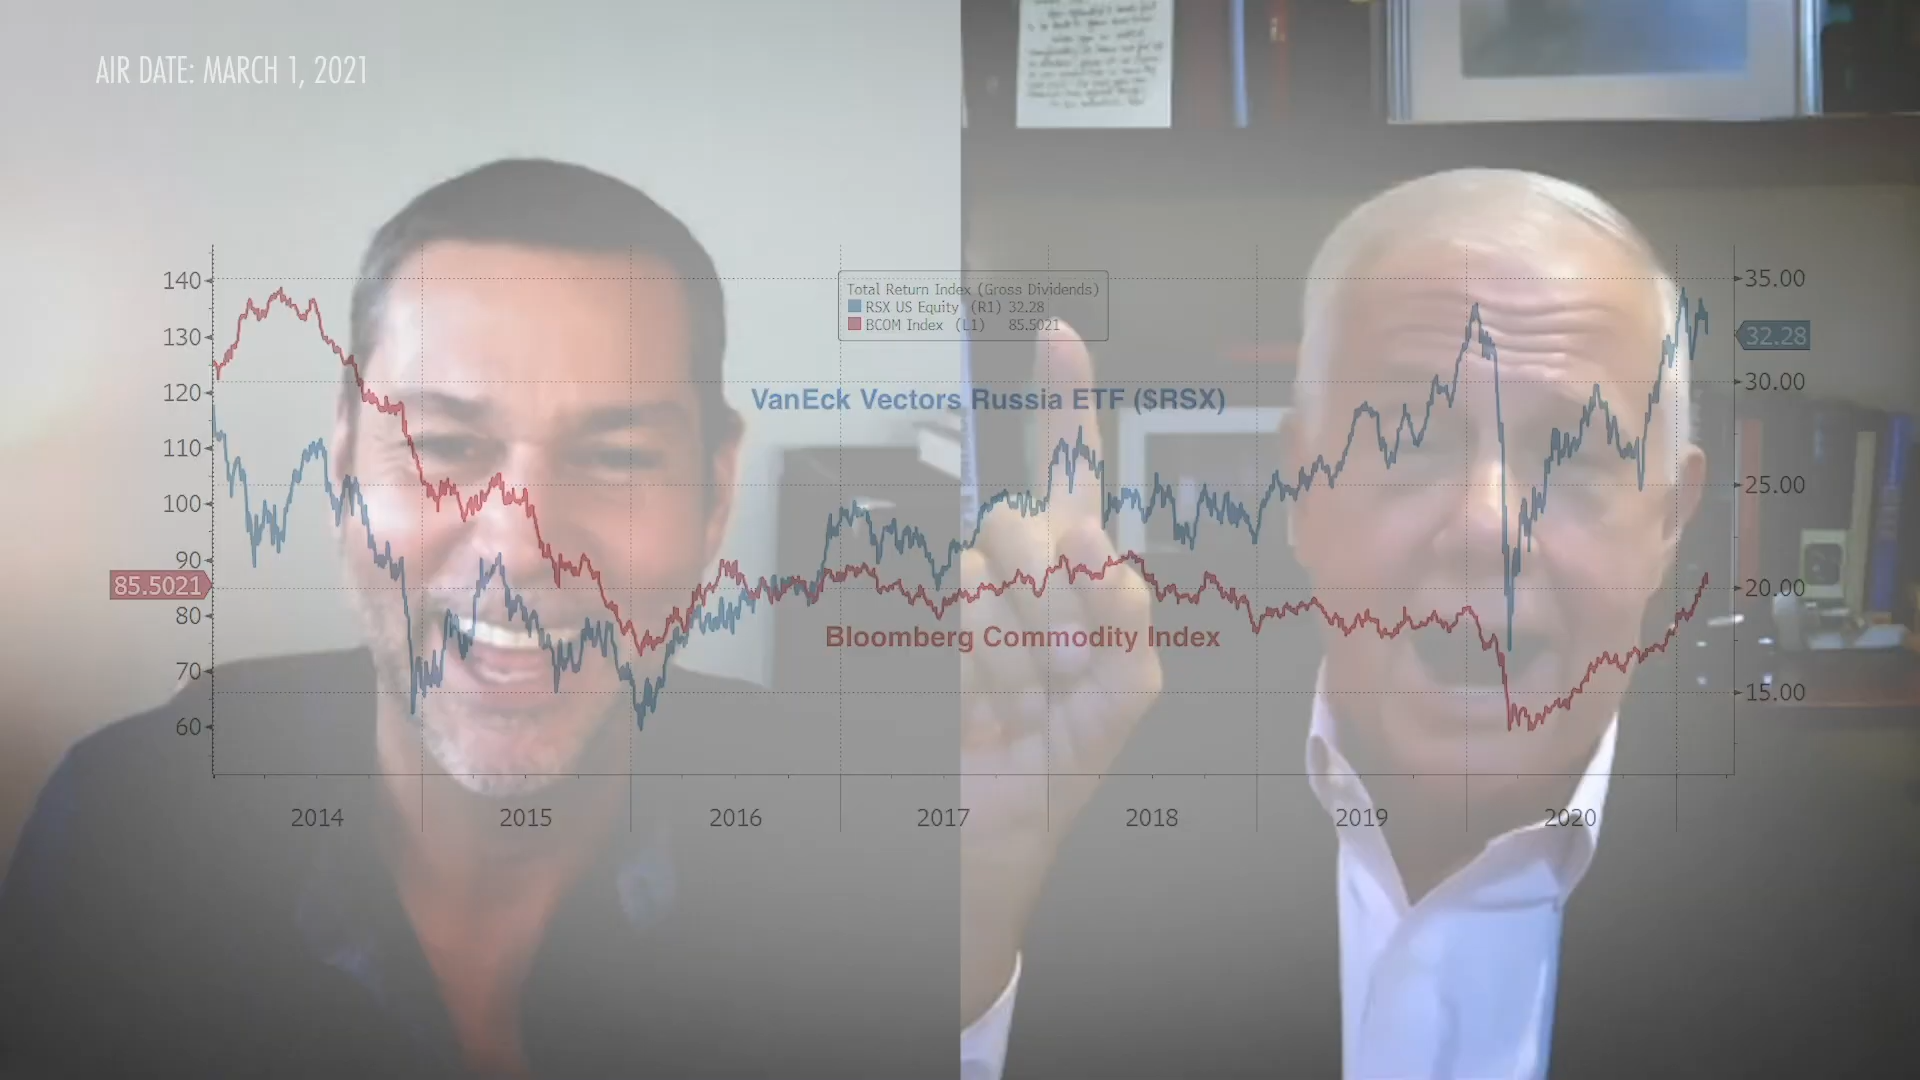 AIR DATE: MARCH 1, 2021
140
130
120
110
100
90
85.5021
80
70
60
Total Return Index (Gross Dividends)
RSX US Equity (R1) 32.28
BCOM Index (L1) 85.5021
VanEck Vectors Russia ETF ($RSX)
Bloomberg Commodity Index
35.00
32.28
30.00
25.00
20.00
15.00
2014 2015 2016 2017 2018 2019 2020